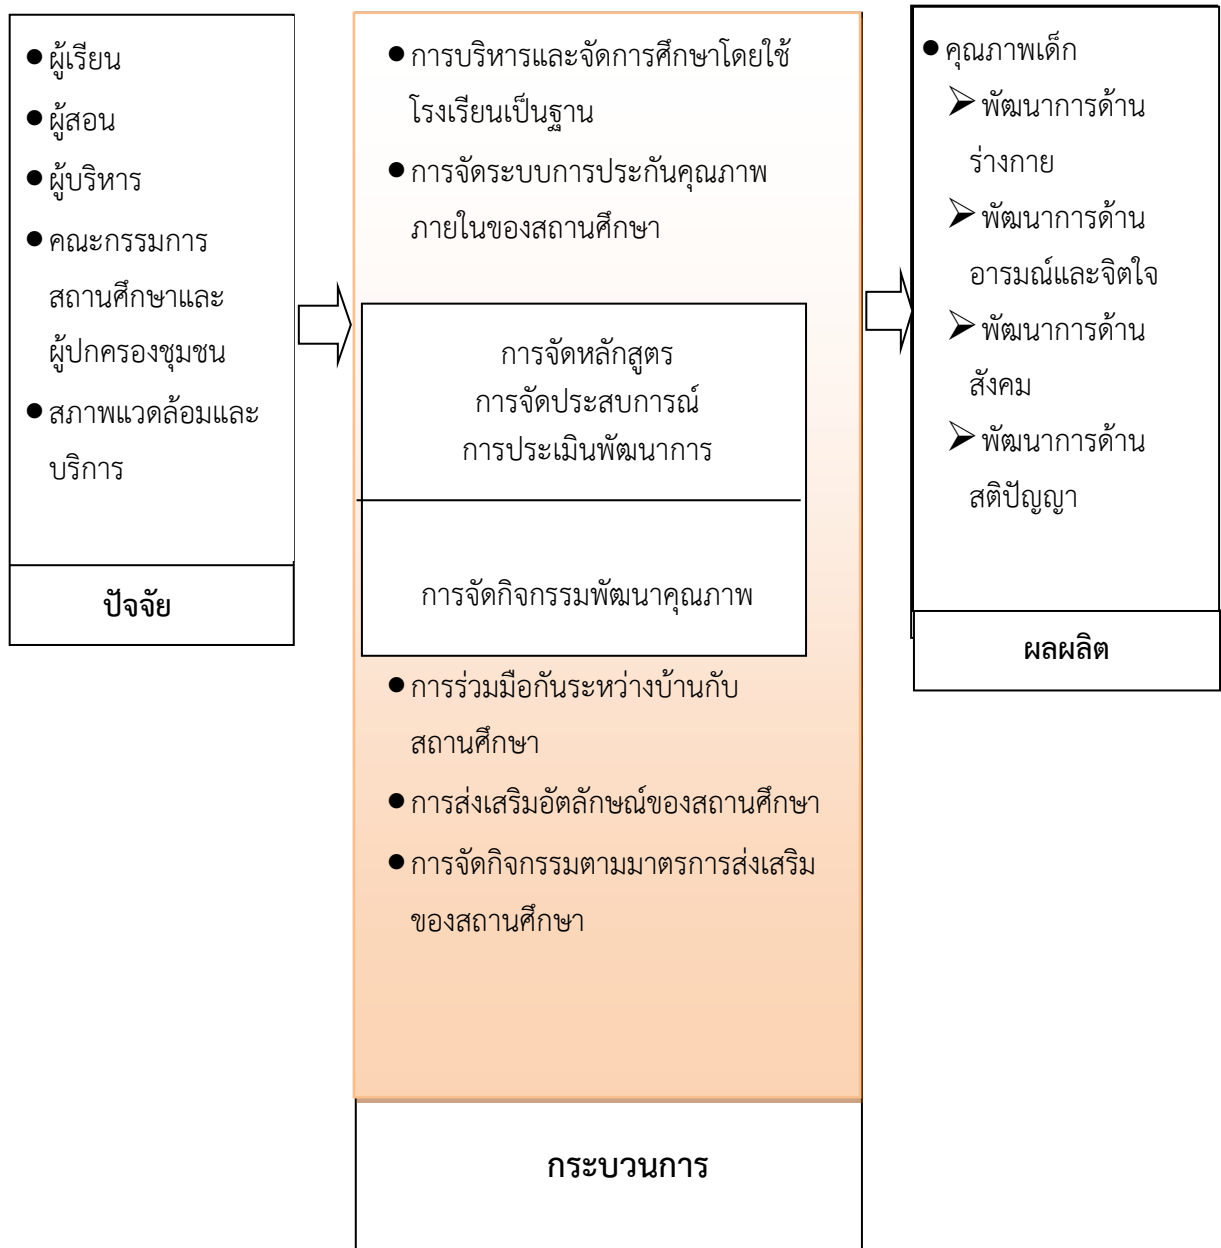 ● ผู้เรียน
● ผู้สอน
● ผู้บริหาร
● คณะกรรมการ
สถานศึกษาและ
ผู้ปกครองชุมชน
● สภาพแวดล้อมและ
บริการ
ปัจจัย
● การบริหารและจัดการศึกษาโดยใช้
โรงเรียนเป็นฐาน
● การจัดระบบการประกันคุณภาพ
ภายในของสถานศึกษา
การจัดหลักสูตร
การจัดประสบการณ์
การประเมินพัฒนาการ
การจัดกิจกรรมพัฒนาคุณภาพ
● การร่วมมือกันระหว่างบ้านกับ
สถานศึกษา
● การส่งเสริมอัตลักษณ์ของสถานศึกษา
● การจัดกิจกรรมตามมาตรการส่งเสริม
ของสถานศึกษา
กระบวนการ
● คุณภาพเด็ก
➢ พัฒนาการด้าน
ร่างกาย
➢ พัฒนาการด้าน
อารมณ์และจิตใจ
➢ พัฒนาการด้าน
สังคม
➢ พัฒนาการด้าน
สติปัญญา
ผลผลิต